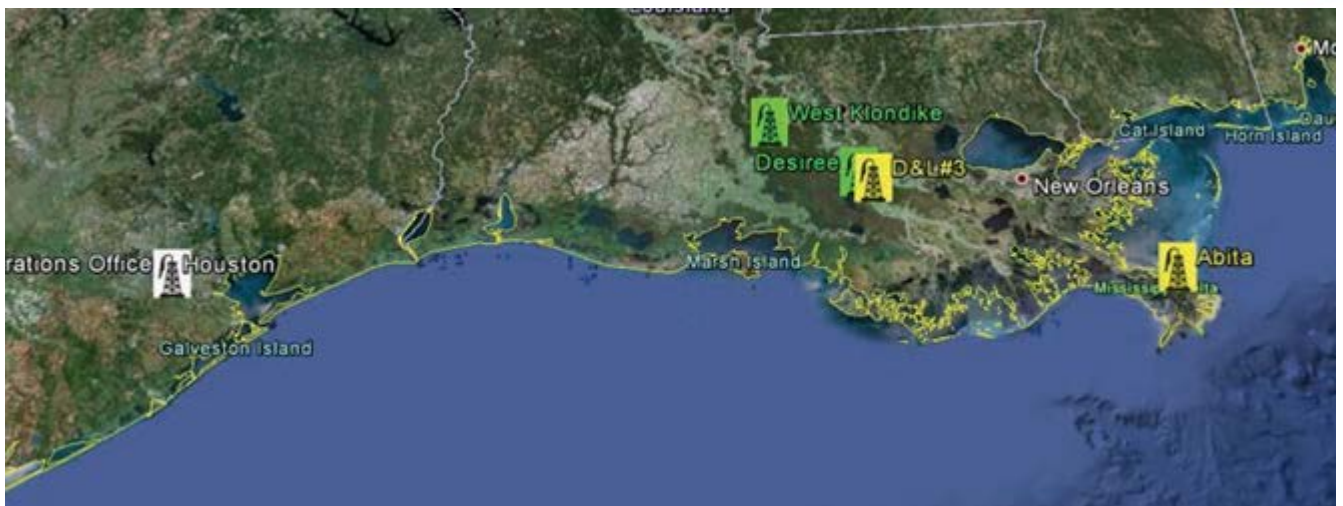 Louisiana
West Klondike
Desiree
D&L#3
New Orleans
Cat Island
Horn Island
Abita
Marsh Island
rations Office
Houston
Galveston Island